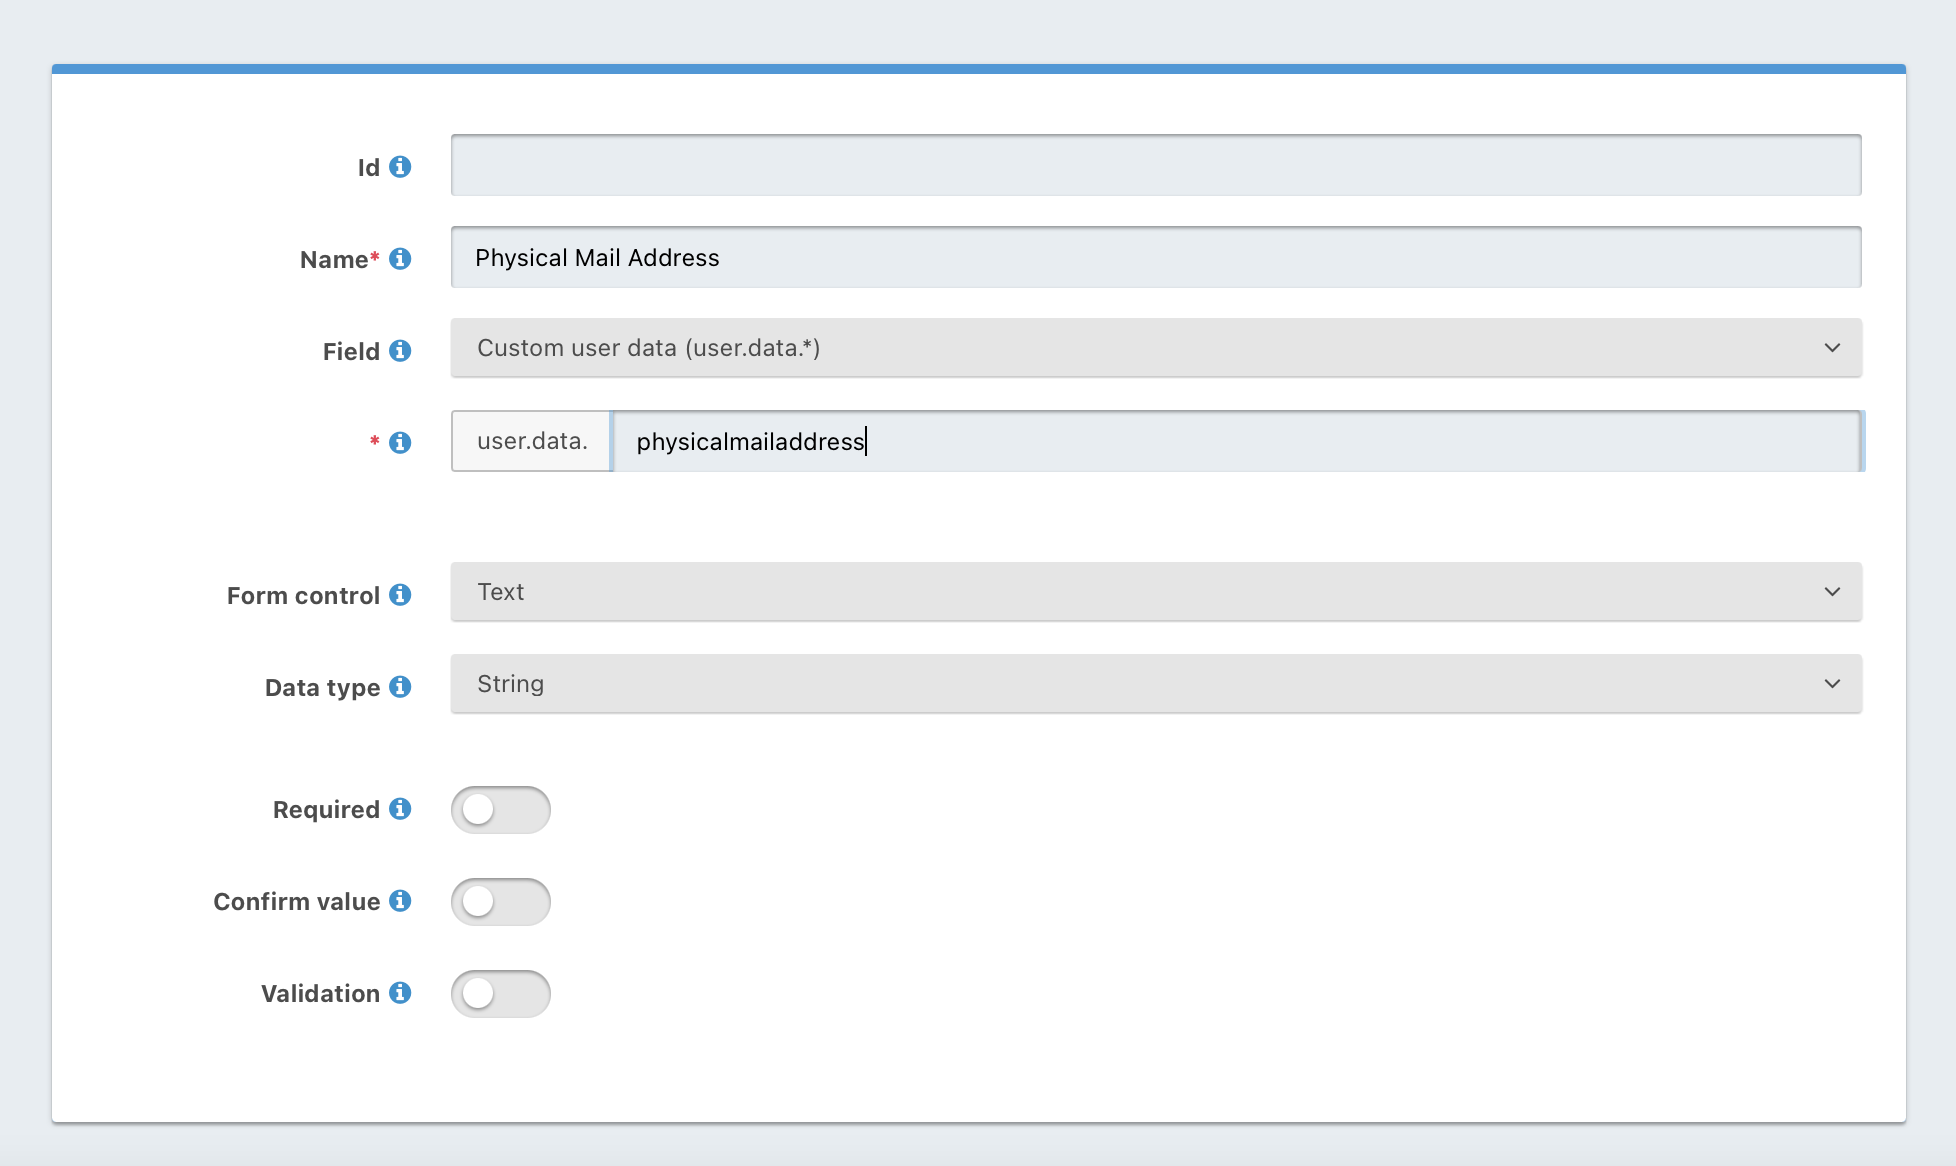 Id
Name* Physical Mail Address
Field Custom user data (user.data.*)
* user.data. physicalmailaddress
Form control Text
Data type String
Required
Confirm value
Validation